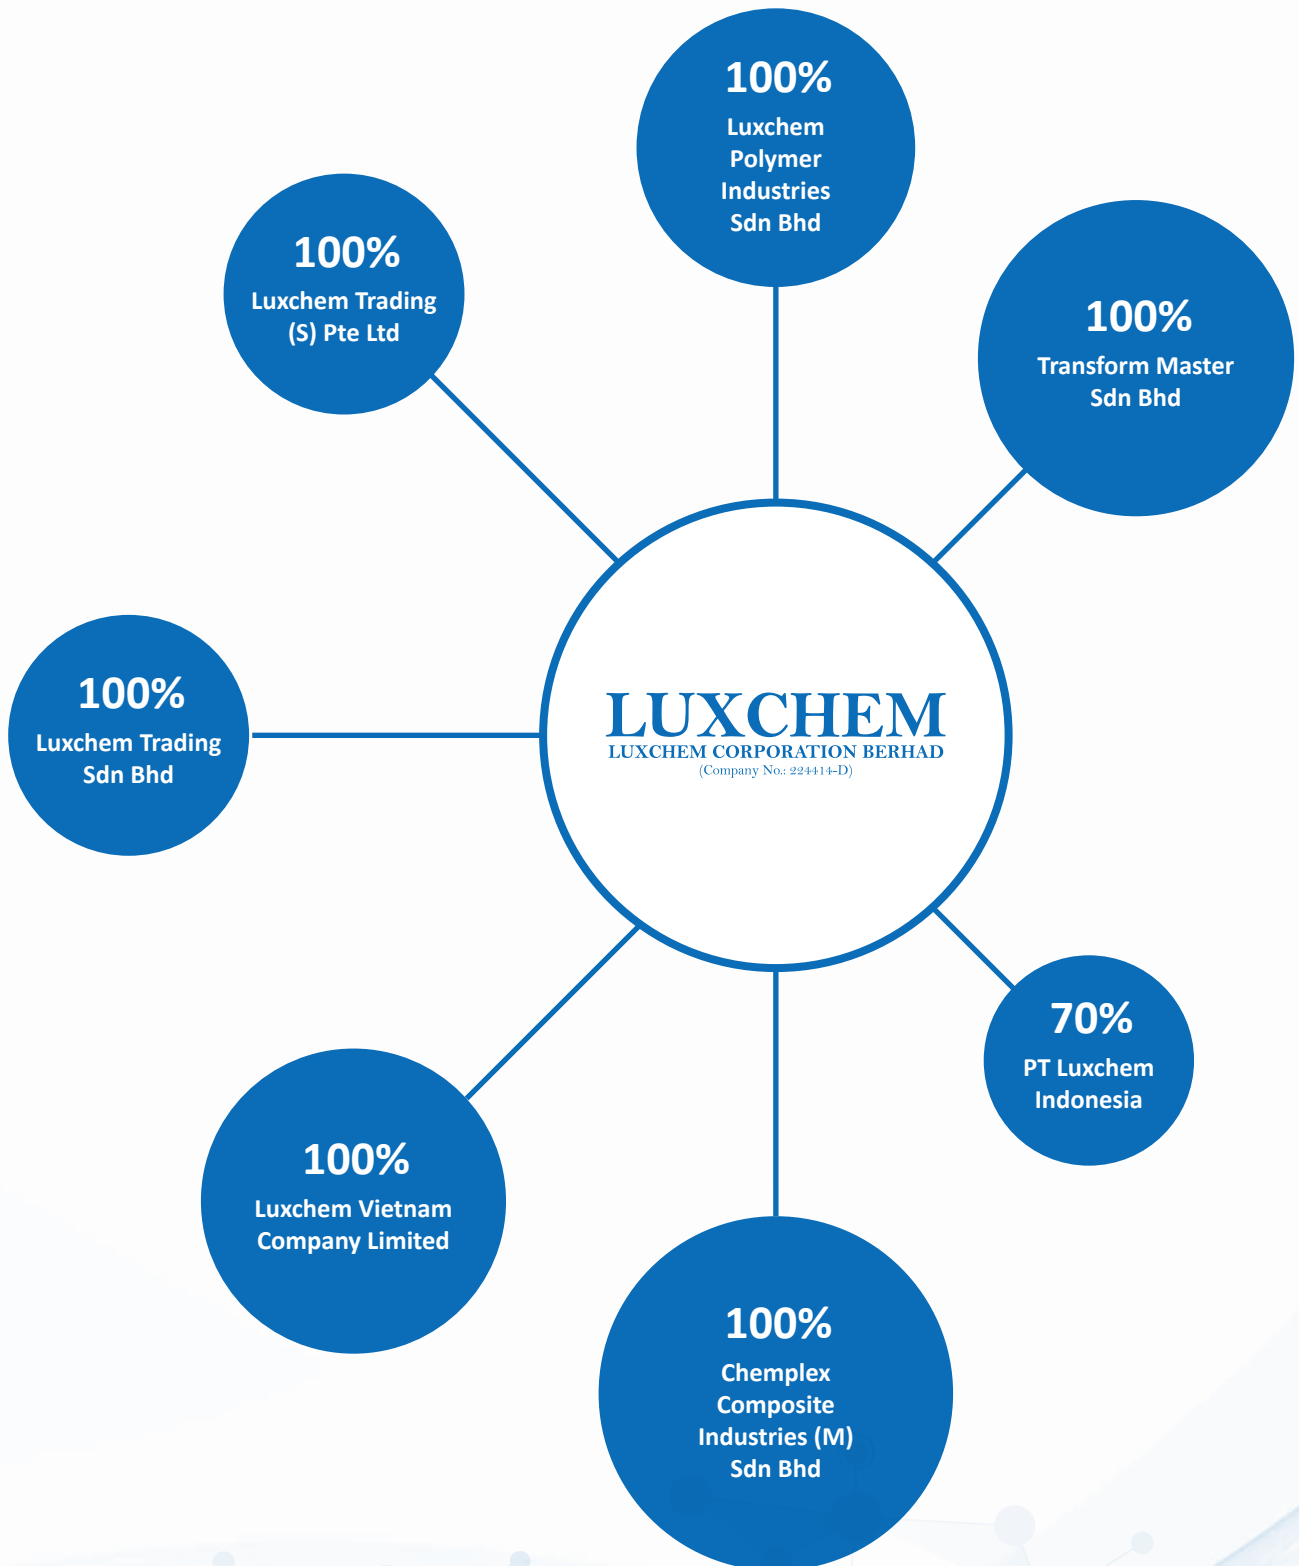 100%
Luxchem
Polymer
Industries
Sdn Bhd
100%
Luxchem Trading
(S) Pte Ltd
100%
Transform Master
Sdn Bhd
100%
Luxchem Trading
Sdn Bhd
LUXCHEM
LUXCHEM CORPORATION BERHAD
(Company No.: 224414-D)
70%
PT Luxchem
Indonesia
100%
Luxchem Vietnam
Company Limited
100%
Chemplex
Composite
Industries (M)
Sdn Bhd